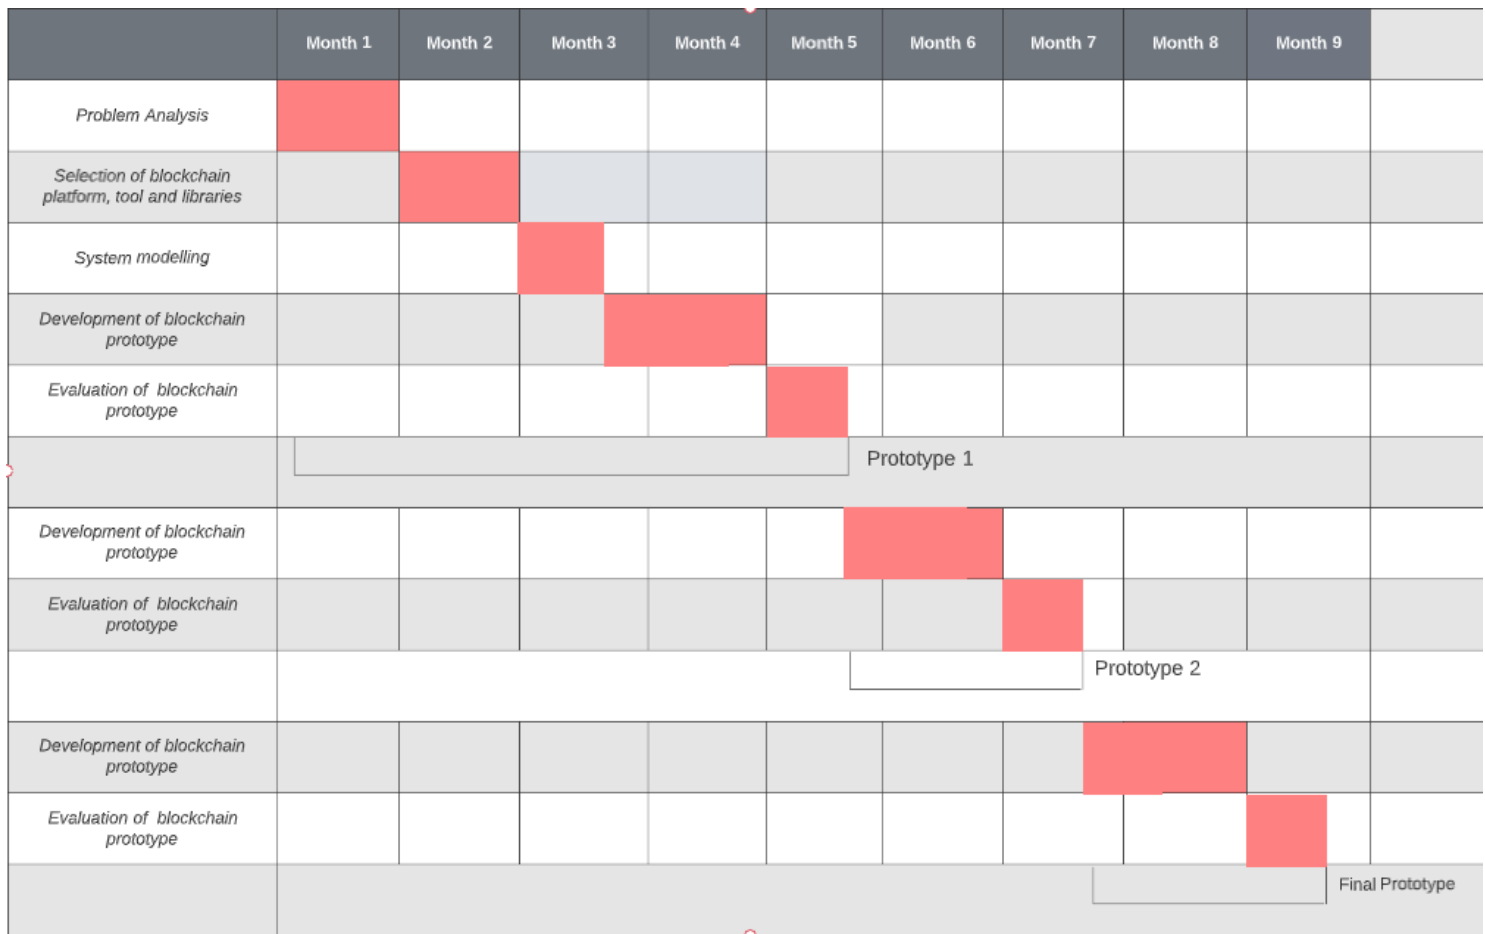 Month 1
Month 2
Month 3
Month 4
Month 5
Month 6
Month 7
Month 8
Month 9
Problem Analysis
Selection of blockchain
platform, tool and libraries
System modelling
Development of blockchain
prototype
Evaluation of blockchain
prototype
Prototype 1
Development of blockchain
prototype
Evaluation of blockchain
prototype
Prototype 2
Development of blockchain
prototype
Evaluation of blockchain
prototype
Final Prototype